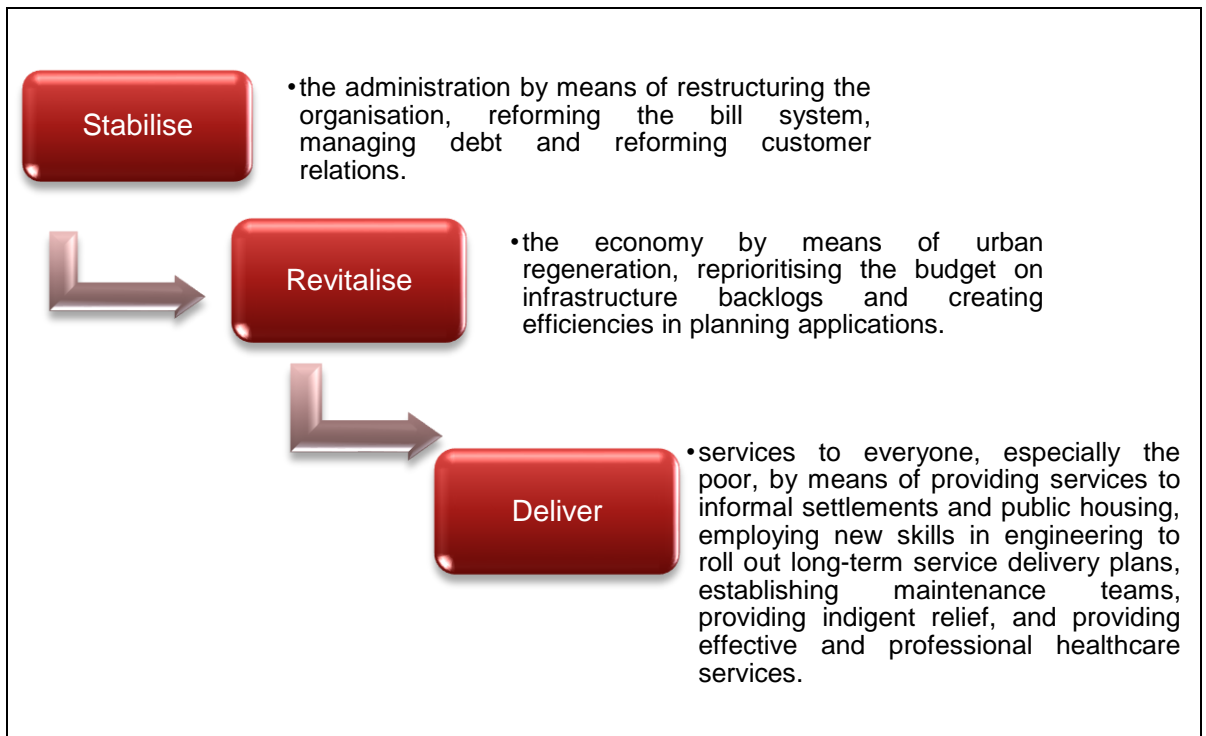 Stabilise
•the administration by means of restructuring the
organisation, reforming the bill system,
managing debt and reforming customer
relations.
Revitalise
•the economy by means of urban
regeneration, reprioritising the budget on
infrastructure backlogs and creating
efficiencies in planning applications.
Deliver
•services to everyone, especially the
poor, by means of providing services to
informal settlements and public housing,
employing new skills in engineering to
roll out long-term service delivery plans,
establishing maintenance teams,
providing indigent relief, and providing
effective and professional healthcare
services.